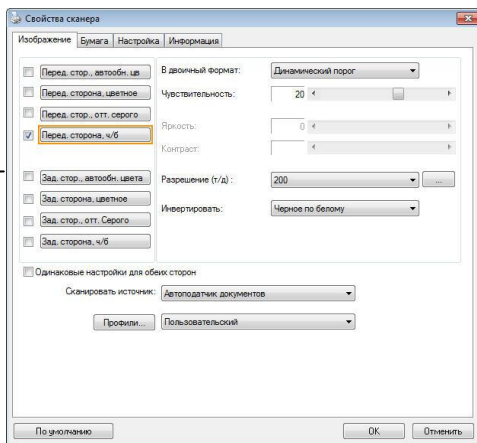 Свойства сканера
Изображение Бумага Настройка Информация
Перед. стор., автообн. цв
Перед. сторона, цветное
Перед. стор., отт. серого
Перед. сторона, ч/б
Зад. стор., автообн. цвета
Зад. сторона, цветное
Зад. стор., отт. Серого
Зад. сторона, ч/б
В двоичный формат: Динамический порог
Чувствительность: 20
Яркость: 0
Контраст:
Разрешение (т/д) : 200 ...
Инвертировать: Черное по белому
Одинаковые настройки для обеих сторон
Сканировать источник: Автоподатчик документов
Профили... Пользовательский
По умолчанию OK Отменить